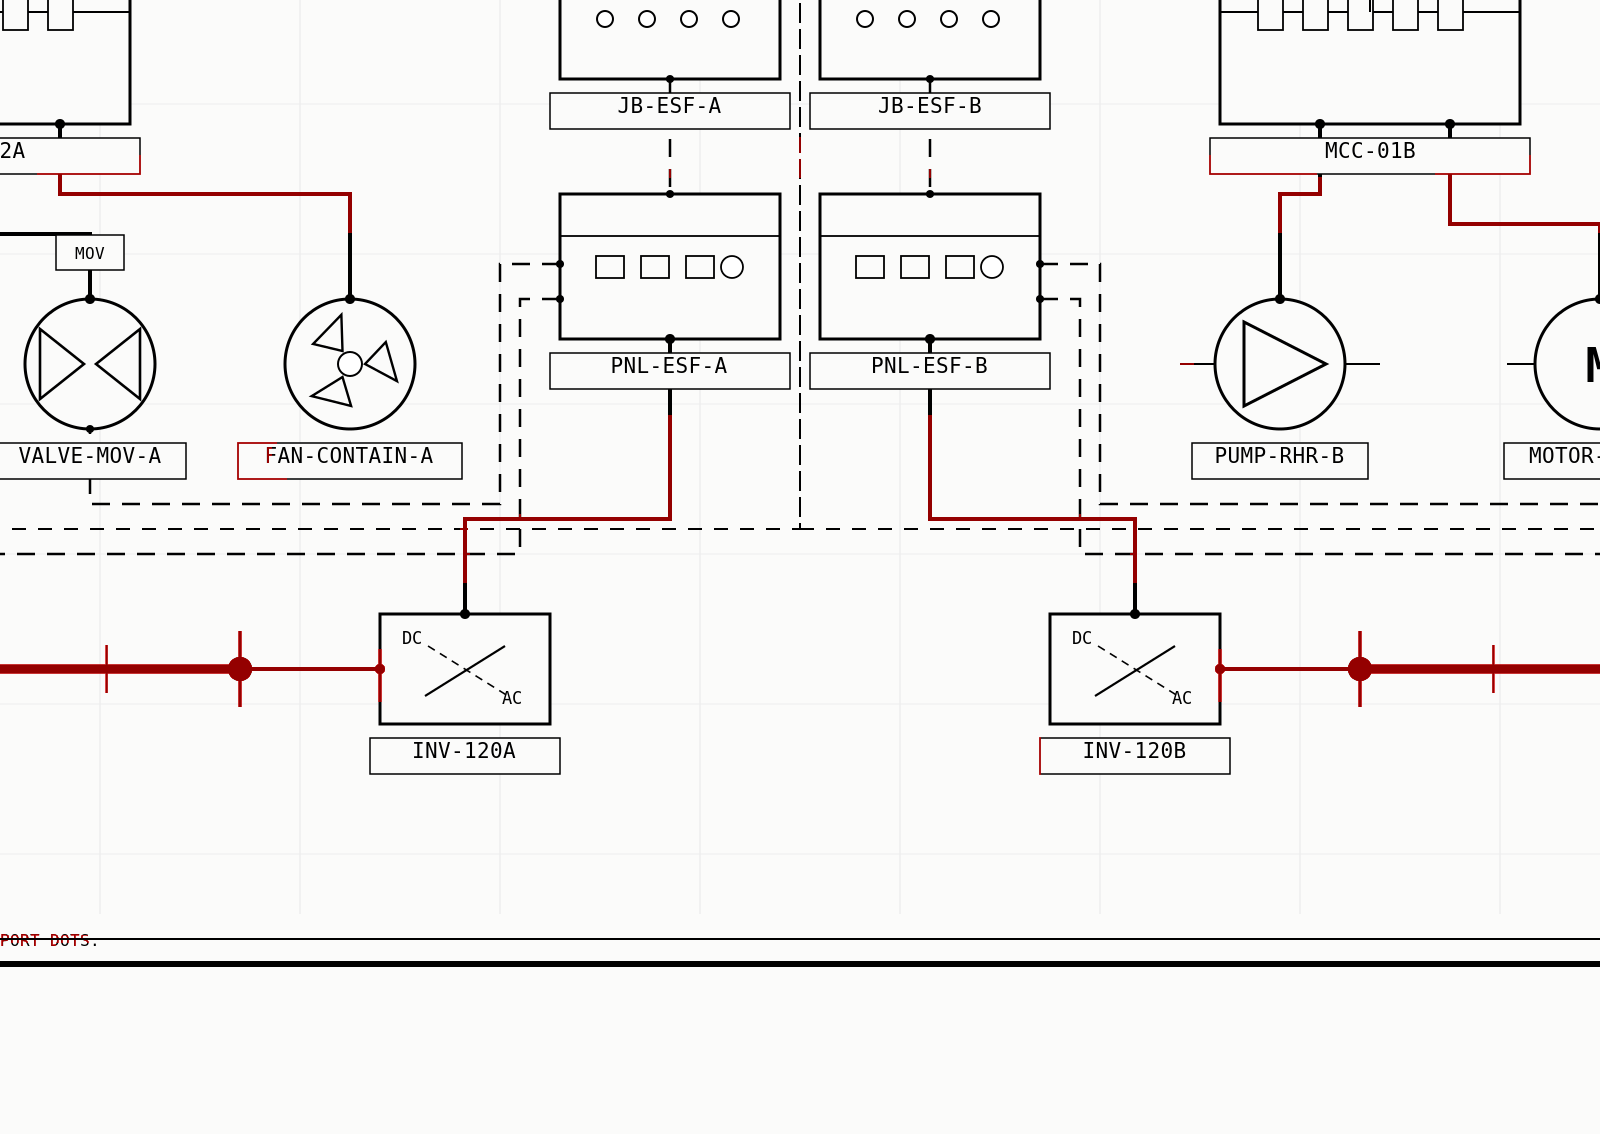 JB-ESF-A
JB-ESF-B
2A
MCC-01B
MOV
M
PNL-ESF-A
PNL-ESF-B
VALVE-MOV-A
FAN-CONTAIN-A
PUMP-RHR-B
MOTOR-
DC
AC
DC
AC
INV-120A
INV-120B
PORT DOTS.